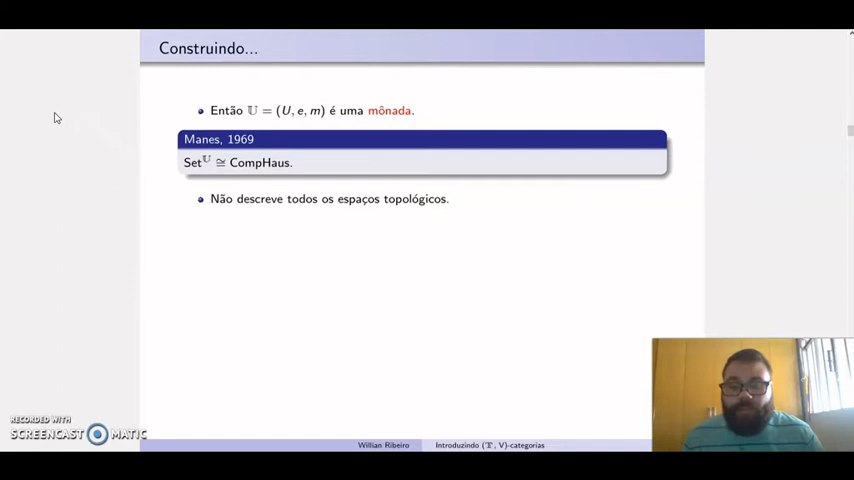 Construindo...
Então 𝕌 = (U, e, m) é uma mônada.
Manes, 1969
Set^𝕌 ≅ CompHaus.
Não descreve todos os espaços topológicos.
RECORDED WITH
SCREENCAST MATIC
Willian Ribeiro
Introduzindo (𝕋, V)-categorias